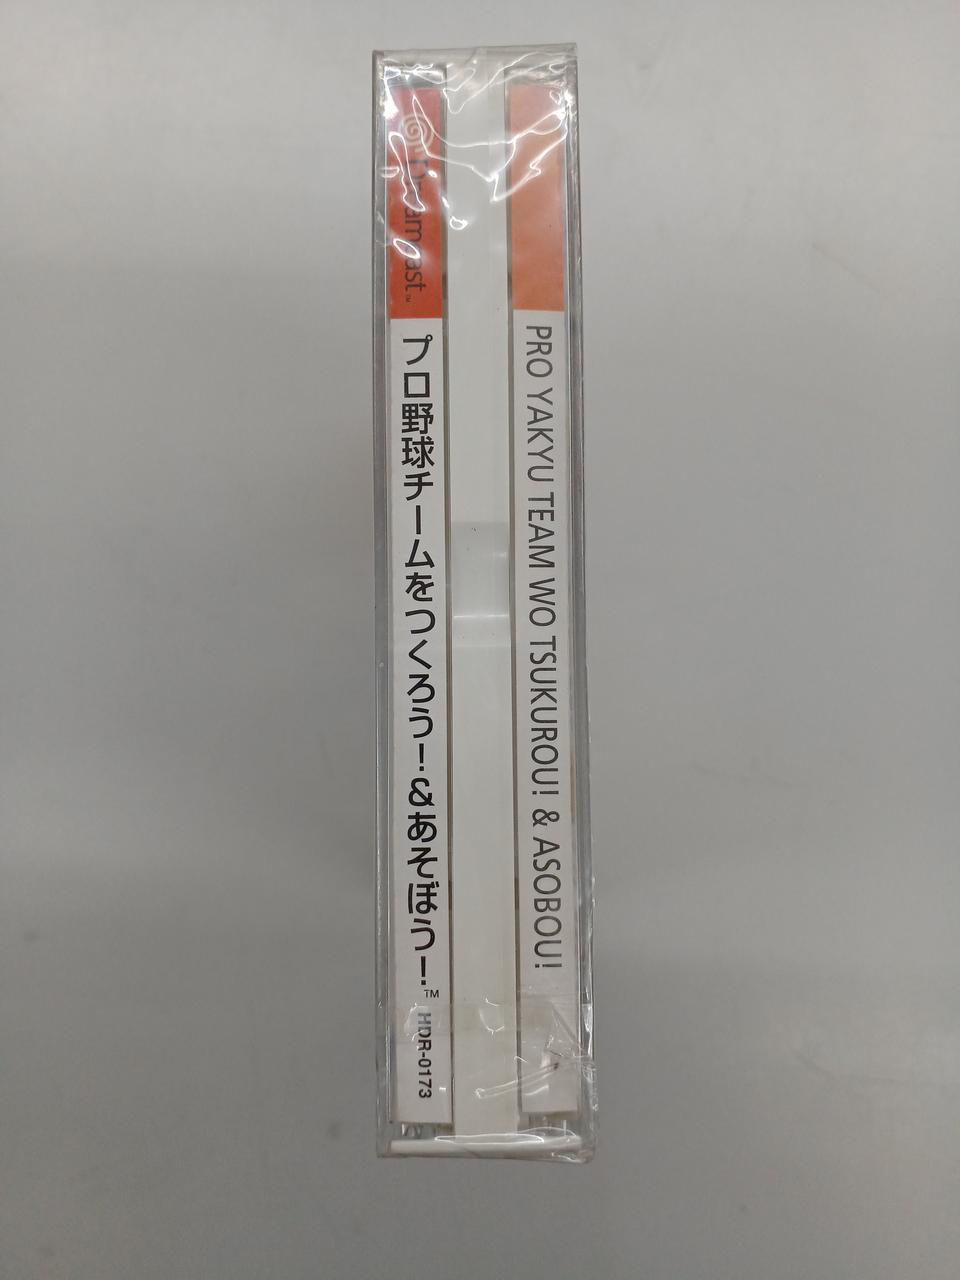 Dreamcast™
プロ野球チームをつくろう!&あそぼう!™
HDR-0173
PRO YAKYU TEAM WO TSUKUROU! & ASOBOU!